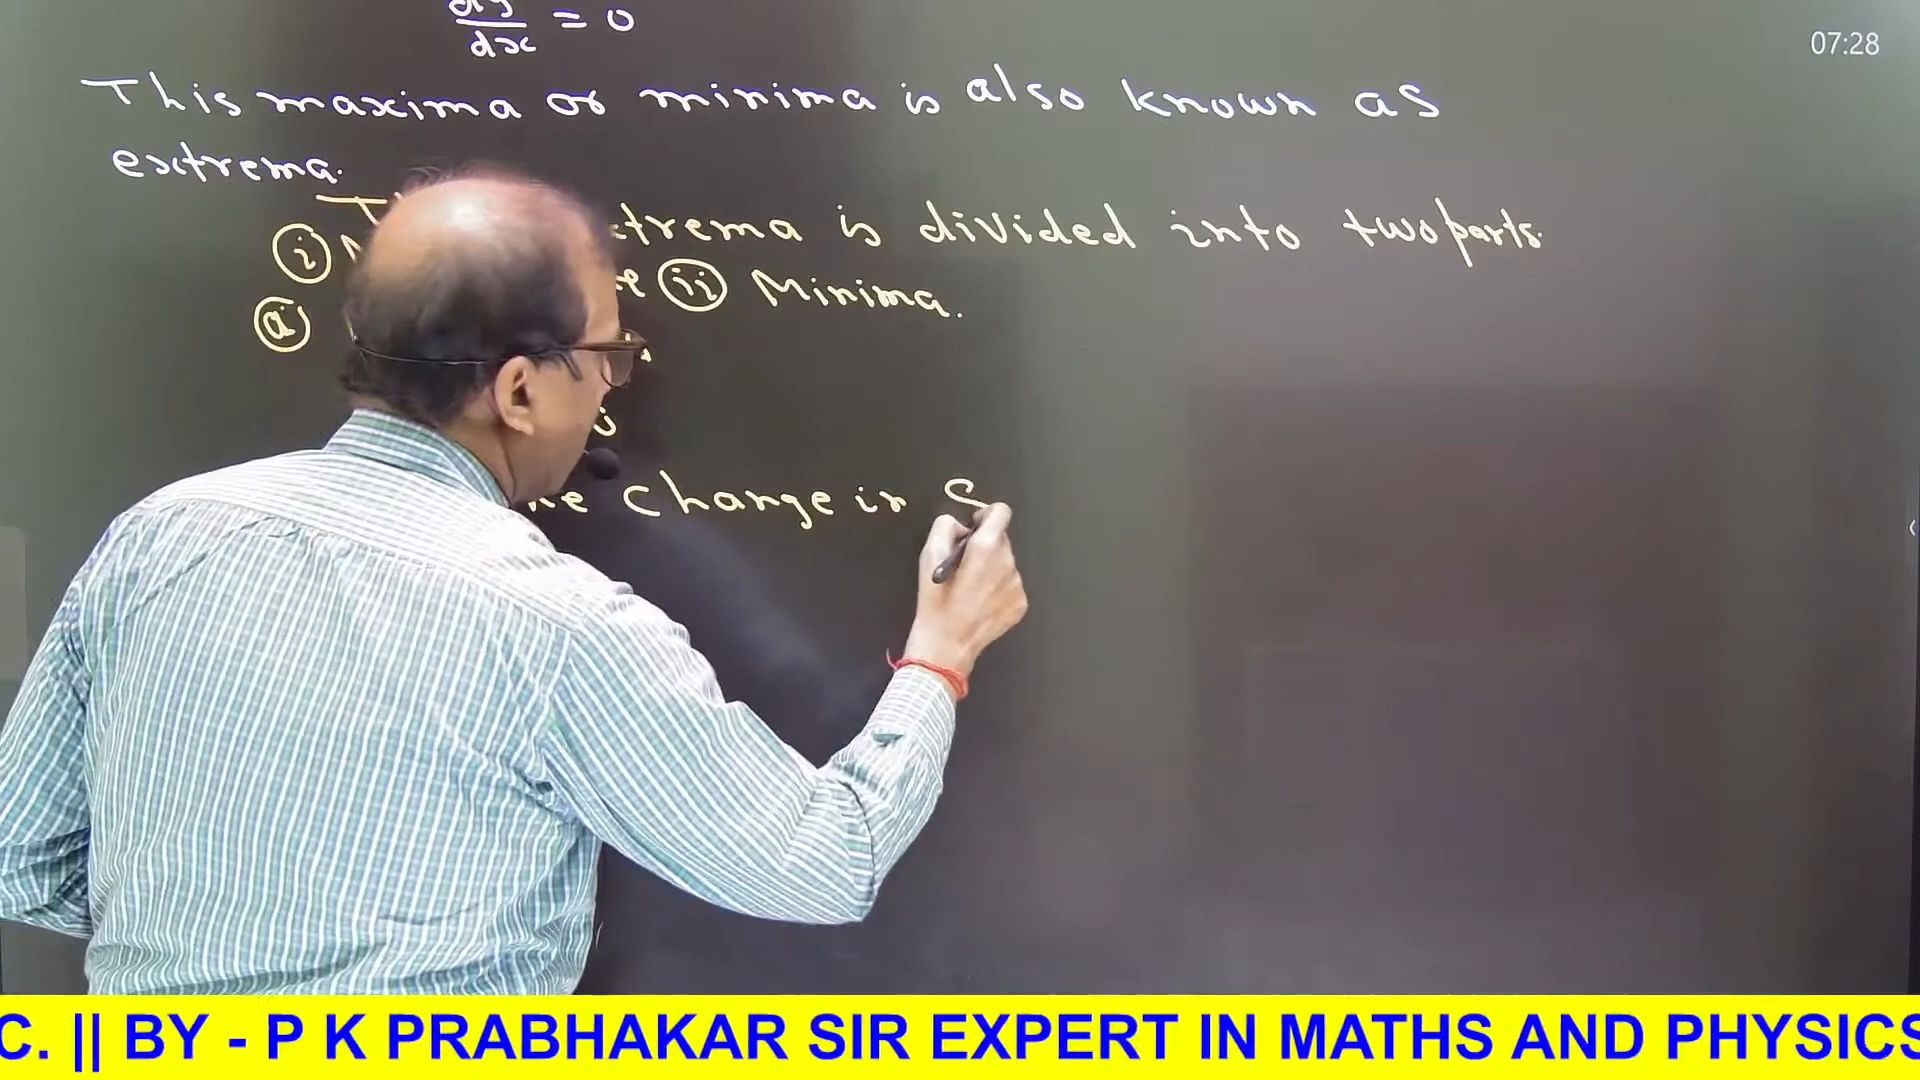 dy/dx = 0
07:28
This maxima or minima is also known as
extrema.
extrema is divided into two parts.
(i) (ii) Minima.
(a)
change in
C. || BY - P K PRABHAKAR SIR EXPERT IN MATHS AND PHYSICS